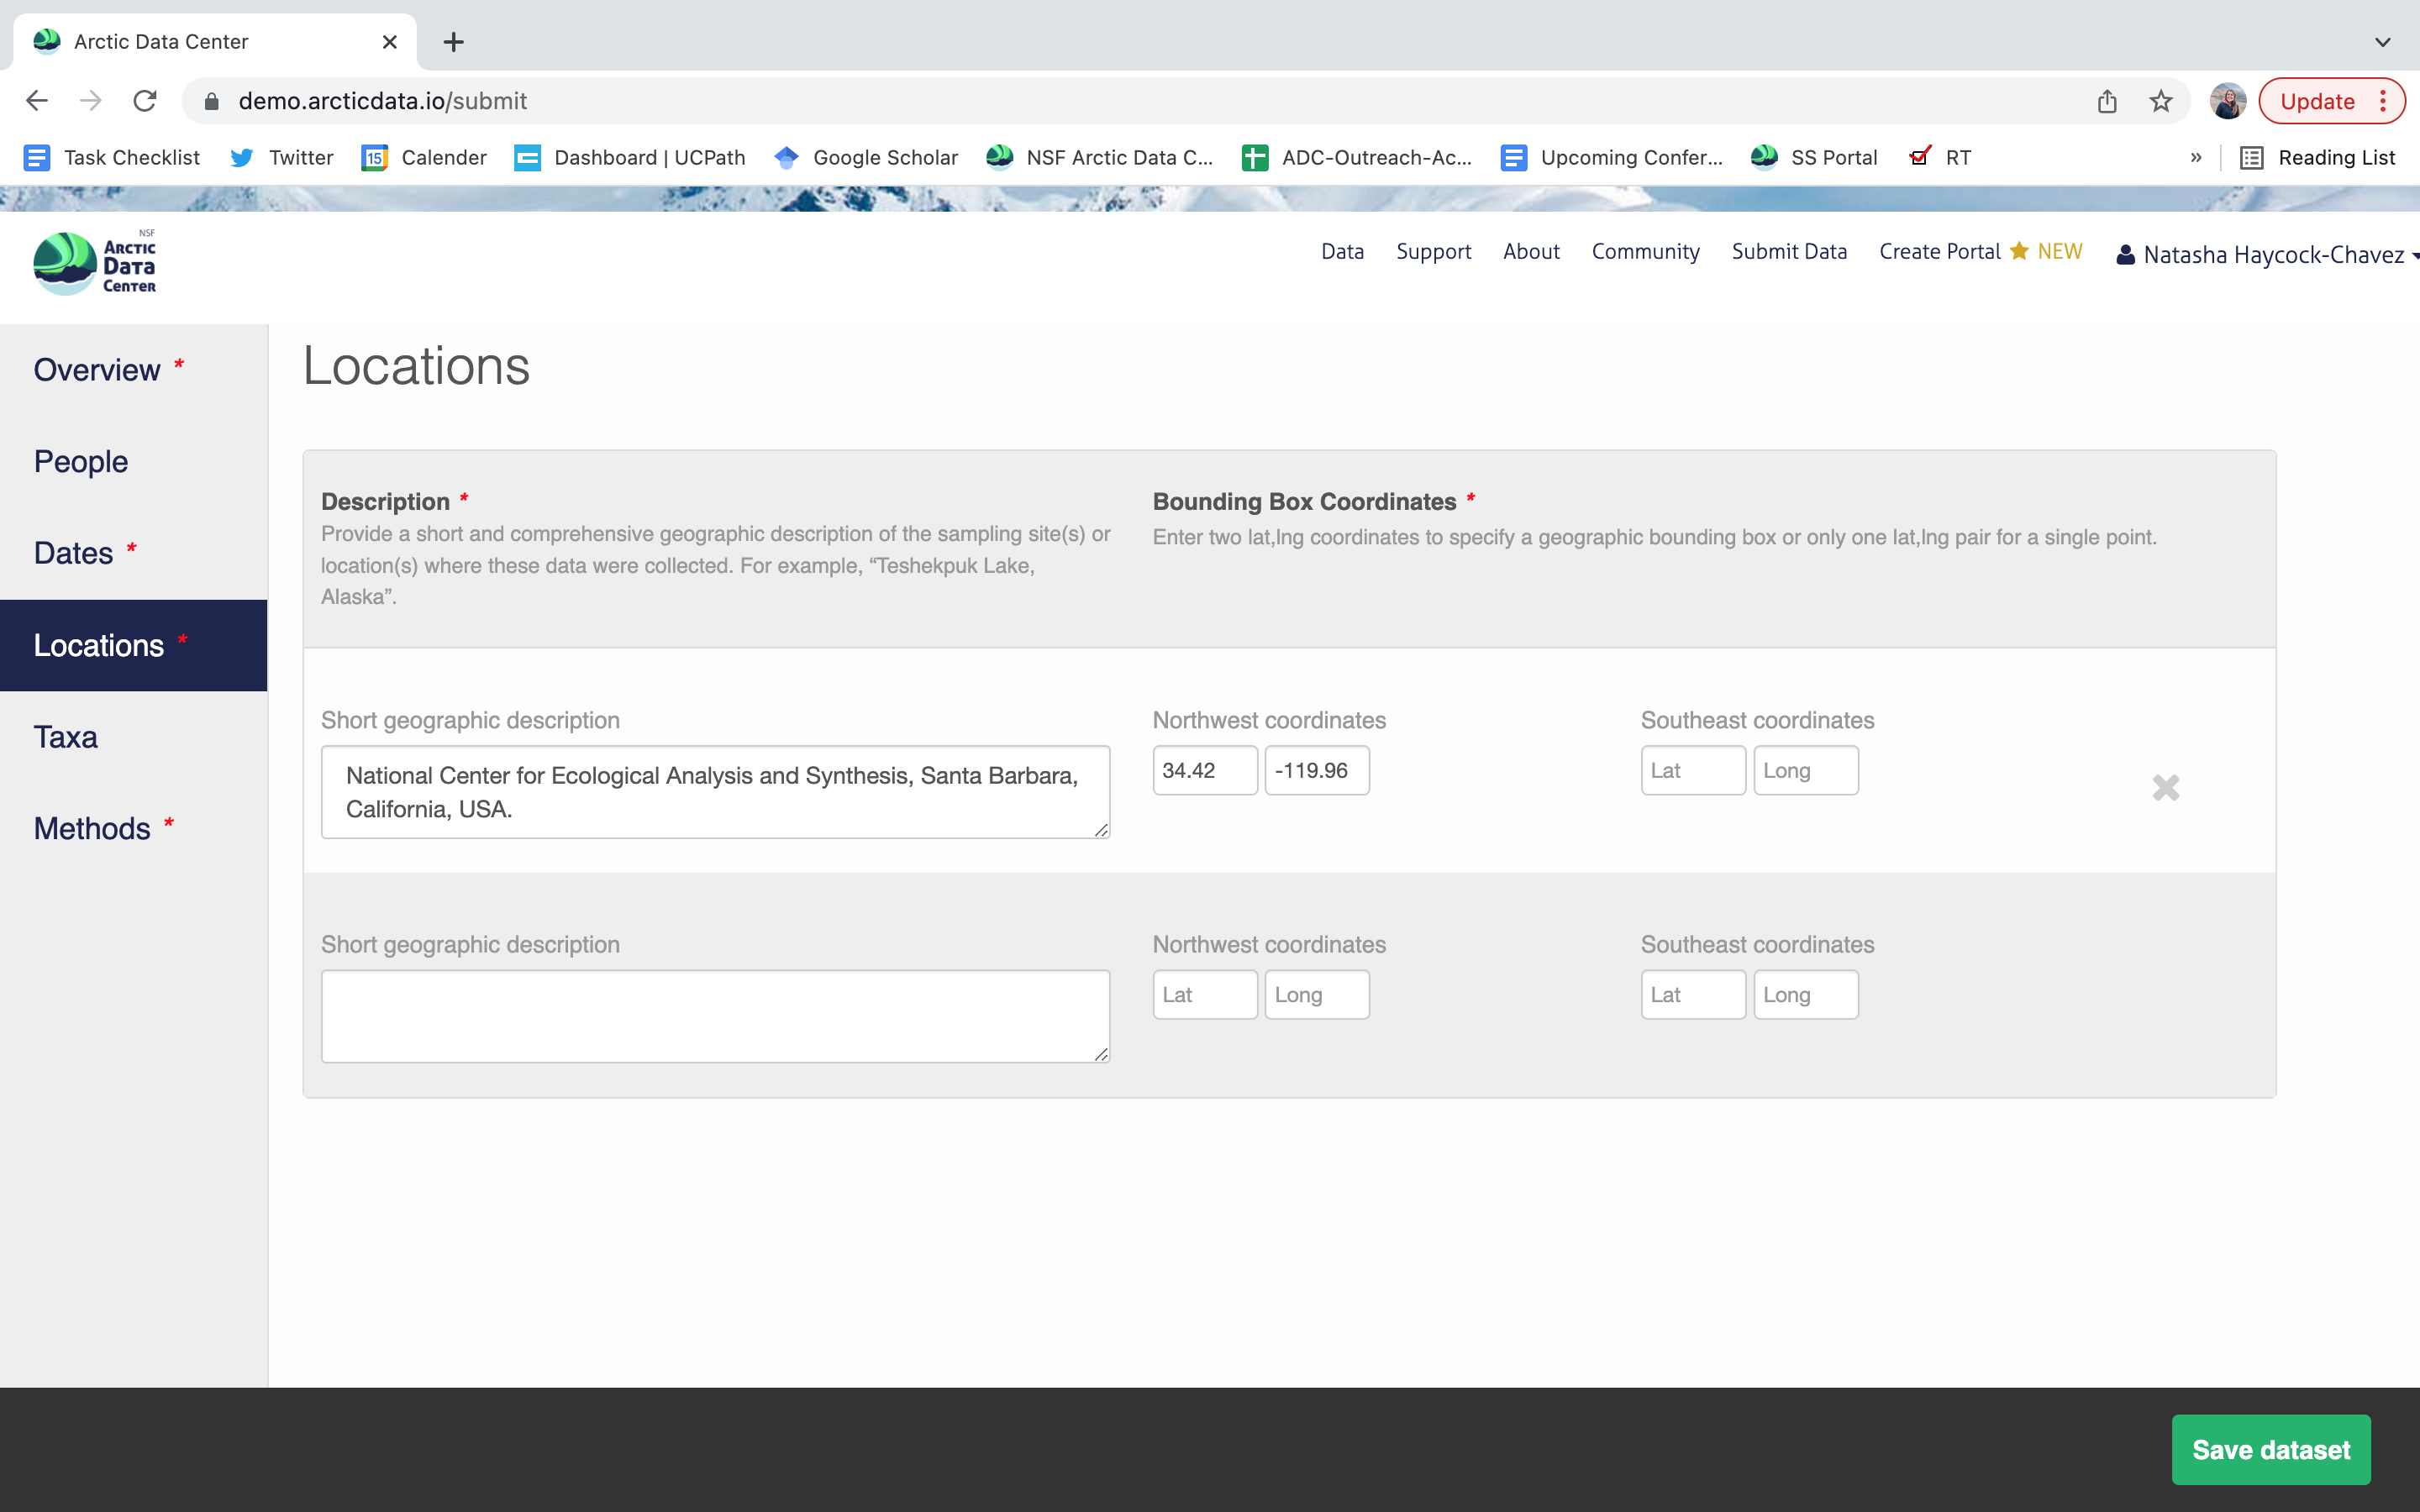 Arctic Data Center
demo.arcticdata.io/submit
Update
Task Checklist
Twitter
15
Calender
Dashboard | UCPath
Google Scholar
NSF Arctic Data C...
ADC-Outreach-Ac...
Upcoming Confer...
SS Portal
RT
»
Reading List
NSF
ARCTIC
DATA
CENTER
Data
Support
About
Community
Submit Data
Create Portal
NEW
Natasha Haycock-Chavez
Overview *
People
Dates *
Locations *
Taxa
Methods *
Locations
Description *
Provide a short and comprehensive geographic description of the sampling site(s) or
location(s) where these data were collected. For example, “Teshekpuk Lake,
Alaska”.
Bounding Box Coordinates *
Enter two lat,lng coordinates to specify a geographic bounding box or only one lat,lng pair for a single point.
Short geographic description
National Center for Ecological Analysis and Synthesis, Santa Barbara,
California, USA.
Northwest coordinates
34.42
-119.96
Southeast coordinates
Lat
Long
Short geographic description
Northwest coordinates
Lat
Long
Southeast coordinates
Lat
Long
Save dataset